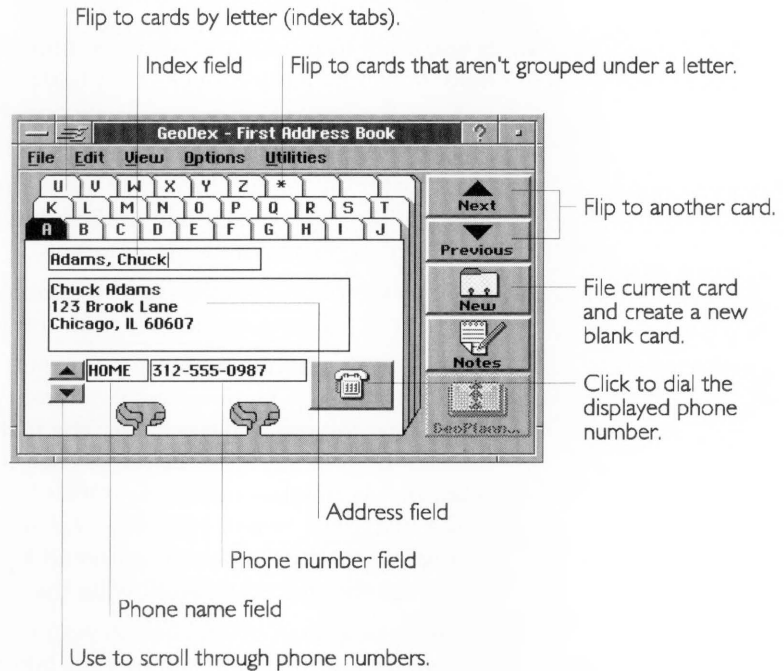 Flip to cards by letter (index tabs).
Index field
Flip to cards that aren't grouped under a letter.
GeoDex - First Address Book
?
File Edit View Options Utilities
U V W X Y Z *
K L M N O P Q R S T
A B C D E F G H I J
Adams, Chuck
Chuck Adams
123 Brook Lane
Chicago, IL 60607
HOME 312-555-0987
Next
Previous
New
Notes
GeoPlann...
Flip to another card.
File current card
and create a new
blank card.
Click to dial the
displayed phone
number.
Address field
Phone number field
Phone name field
Use to scroll through phone numbers.